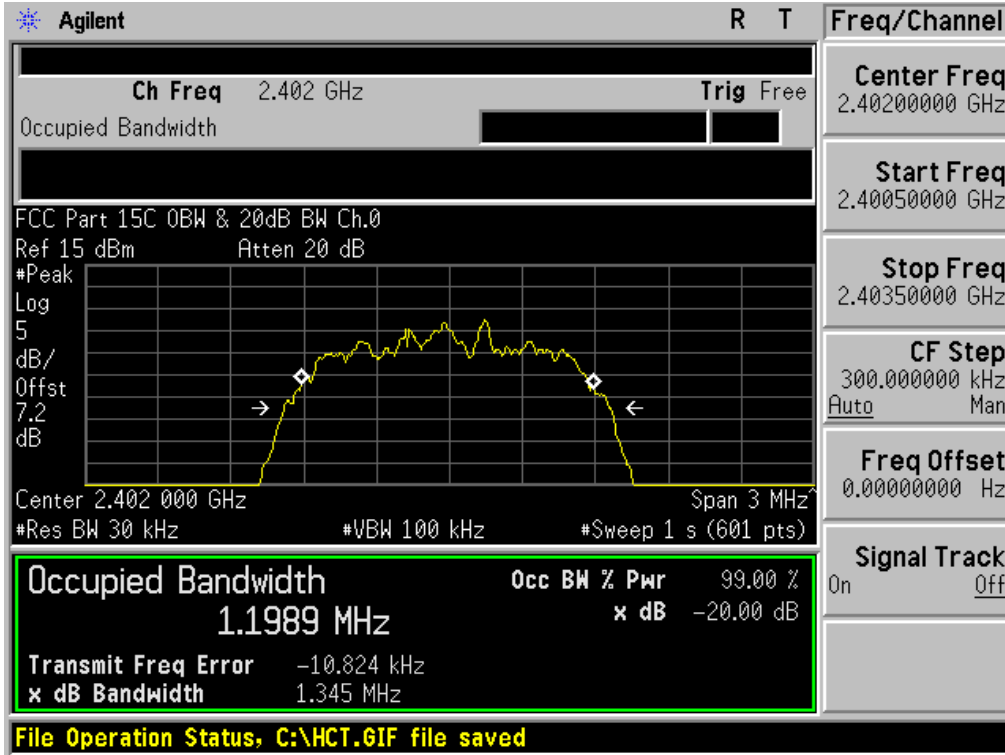 Agilent R T
Freq/Channel
Ch Freq 2.402 GHz Trig Free
Occupied Bandwidth
FCC Part 15C OBW & 20dB BW Ch.0
Ref 15 dBm Atten 20 dB
#Peak
Log
5
dB/
Offst
7.2
dB
Center 2.402 000 GHz Span 3 MHz^
#Res BW 30 kHz #VBW 100 kHz #Sweep 1 s (601 pts)
Occupied Bandwidth Occ BW % Pwr 99.00 %
1.1989 MHz x dB -20.00 dB
Transmit Freq Error -10.824 kHz
x dB Bandwidth 1.345 MHz
File Operation Status, C:\HCT.GIF file saved
Center Freq
2.40200000 GHz
Start Freq
2.40050000 GHz
Stop Freq
2.40350000 GHz
CF Step
300.000000 kHz
Auto Man
Freq Offset
0.00000000 Hz
Signal Track
On Off